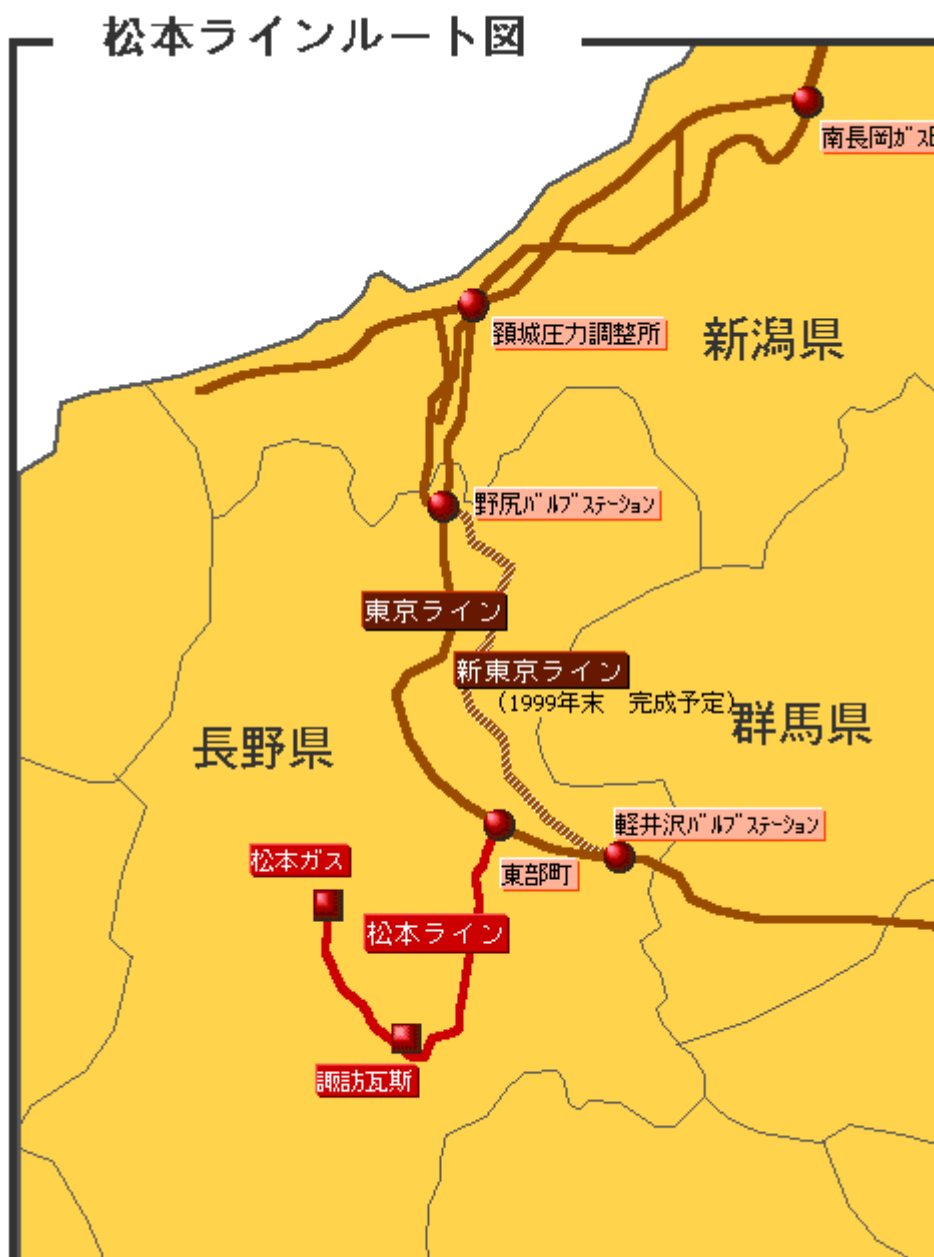 松本ラインルート図
南長岡ｶﾞｽ
頚城圧力調整所
新潟県
野尻ﾊﾞﾙﾌﾞｽﾃｰｼｮﾝ
東京ライン
新東京ライン
(1999年末　完成予定)
群馬県
長野県
軽井沢ﾊﾞﾙﾌﾞｽﾃｰｼｮﾝ
松本ガス
東部町
松本ライン
諏訪瓦斯